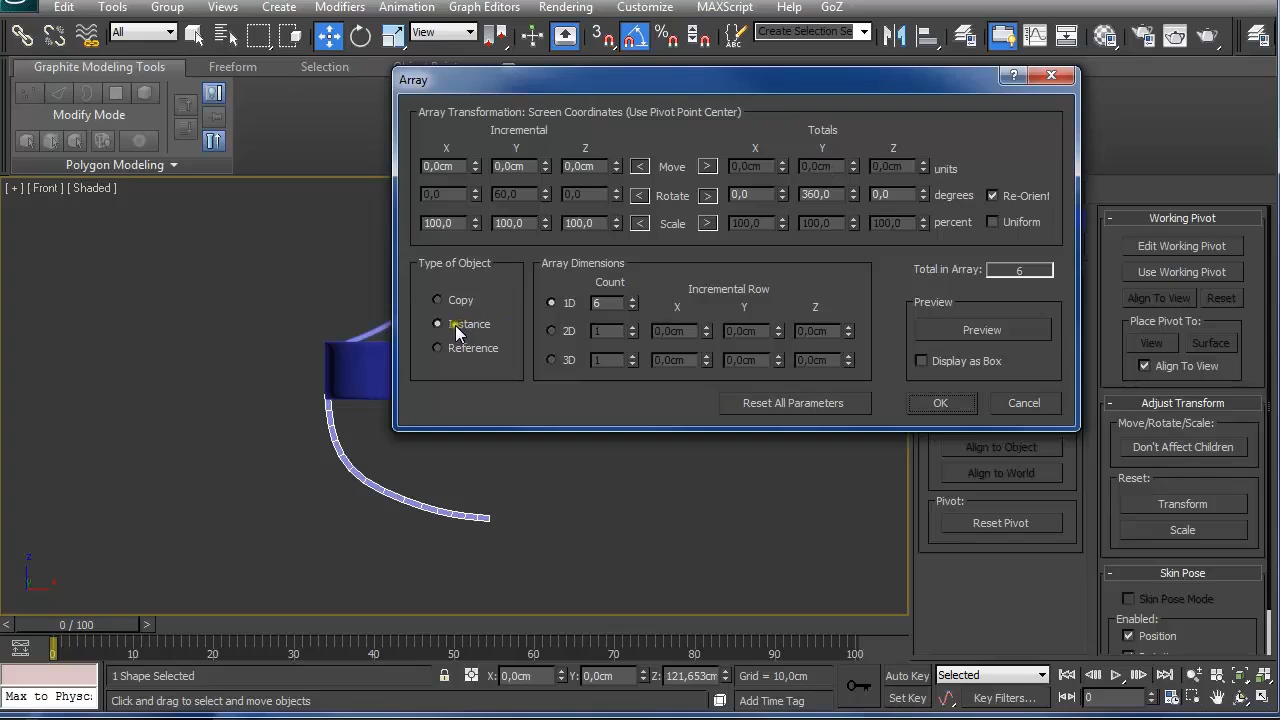 Edit Tools Group Views Create Modifiers Animation Graph Editors Rendering Customize MAXScript Help GoZ
All View 3 Create Selection Se
Graphite Modeling Tools Freeform Selection
Modify Mode
Polygon Modeling
Array
Array Transformation: Screen Coordinates (Use Pivot Point Center)
Incremental Totals
X Y Z X Y Z
0,0cm 0,0cm 0,0cm < Move > 0,0cm 0,0cm 0,0cm units
0,0 60,0 0,0 < Rotate > 0,0 360,0 0,0 degrees Re-Orient
100,0 100,0 100,0 < Scale > 100,0 100,0 100,0 percent Uniform
Type of Object Array Dimensions Total in Array: 6
Count Incremental Row
X Y Z
Copy 1D 6
Instance 2D 1 0,0cm 0,0cm 0,0cm
Reference 3D 1 0,0cm 0,0cm 0,0cm
Preview
Preview
Display as Box
Reset All Parameters OK Cancel
[ + ] [ Front ] [ Shaded ]
z
x
- Working Pivot
Edit Working Pivot
Use Working Pivot
Align To View Reset
Place Pivot To:
View Surface
Align To View
- Adjust Transform
Move/Rotate/Scale:
Don't Affect Children
Reset:
Transform
Scale
- Skin Pose
Skin Pose Mode
Enabled:
Position
Align to Object
Align to World
Pivot:
Reset Pivot
< 0 / 100 >
0 10 20 30 40 50 60 70 80 90 100
1 Shape Selected X: 0,0cm Y: 0,0cm Z: 121,653cm Grid = 10,0cm Auto Key Selected
Max to Physc: Click and drag to select and move objects Add Time Tag Set Key Key Filters... 0